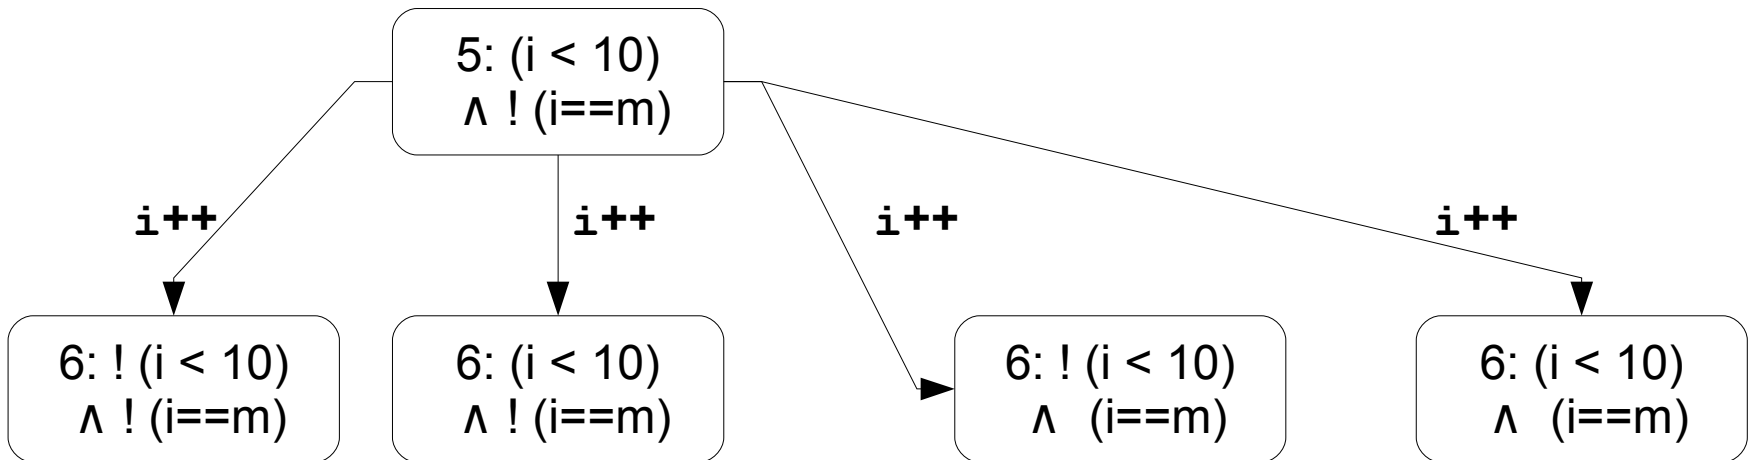 5: (i < 10)
∧ ! (i==m)
i++
i++
i++
i++
6: ! (i < 10)
∧ ! (i==m)
6: (i < 10)
∧ ! (i==m)
6: ! (i < 10)
∧ (i==m)
6: (i < 10)
∧ (i==m)